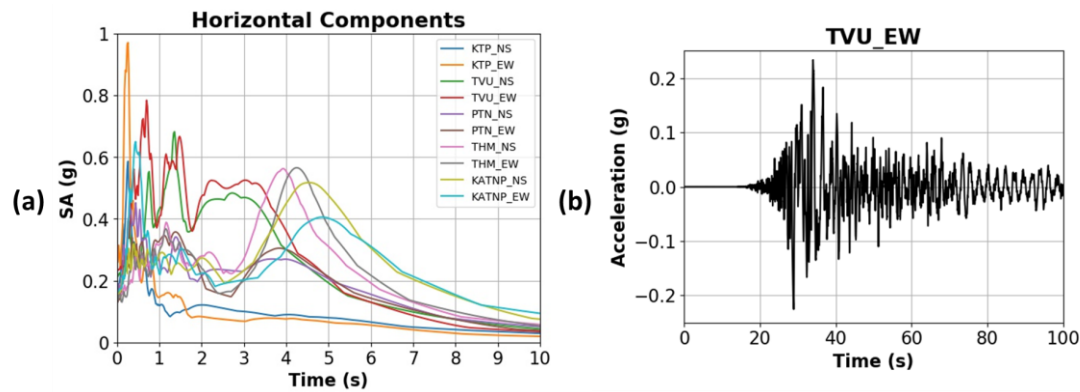 (a)
Horizontal Components
SA (g)
1
0.8
0.6
0.4
0.2
0
0 1 2 3 4 5 6 7 8 9 10
Time (s)
KTP_NS
KTP_EW
TVU_NS
TVU_EW
PTN_NS
PTN_EW
THM_NS
THM_EW
KATNP_NS
KATNP_EW
(b)
TVU_EW
Acceleration (g)
0.2
0.1
0.0
−0.1
−0.2
0 20 40 60 80 100
Time (s)